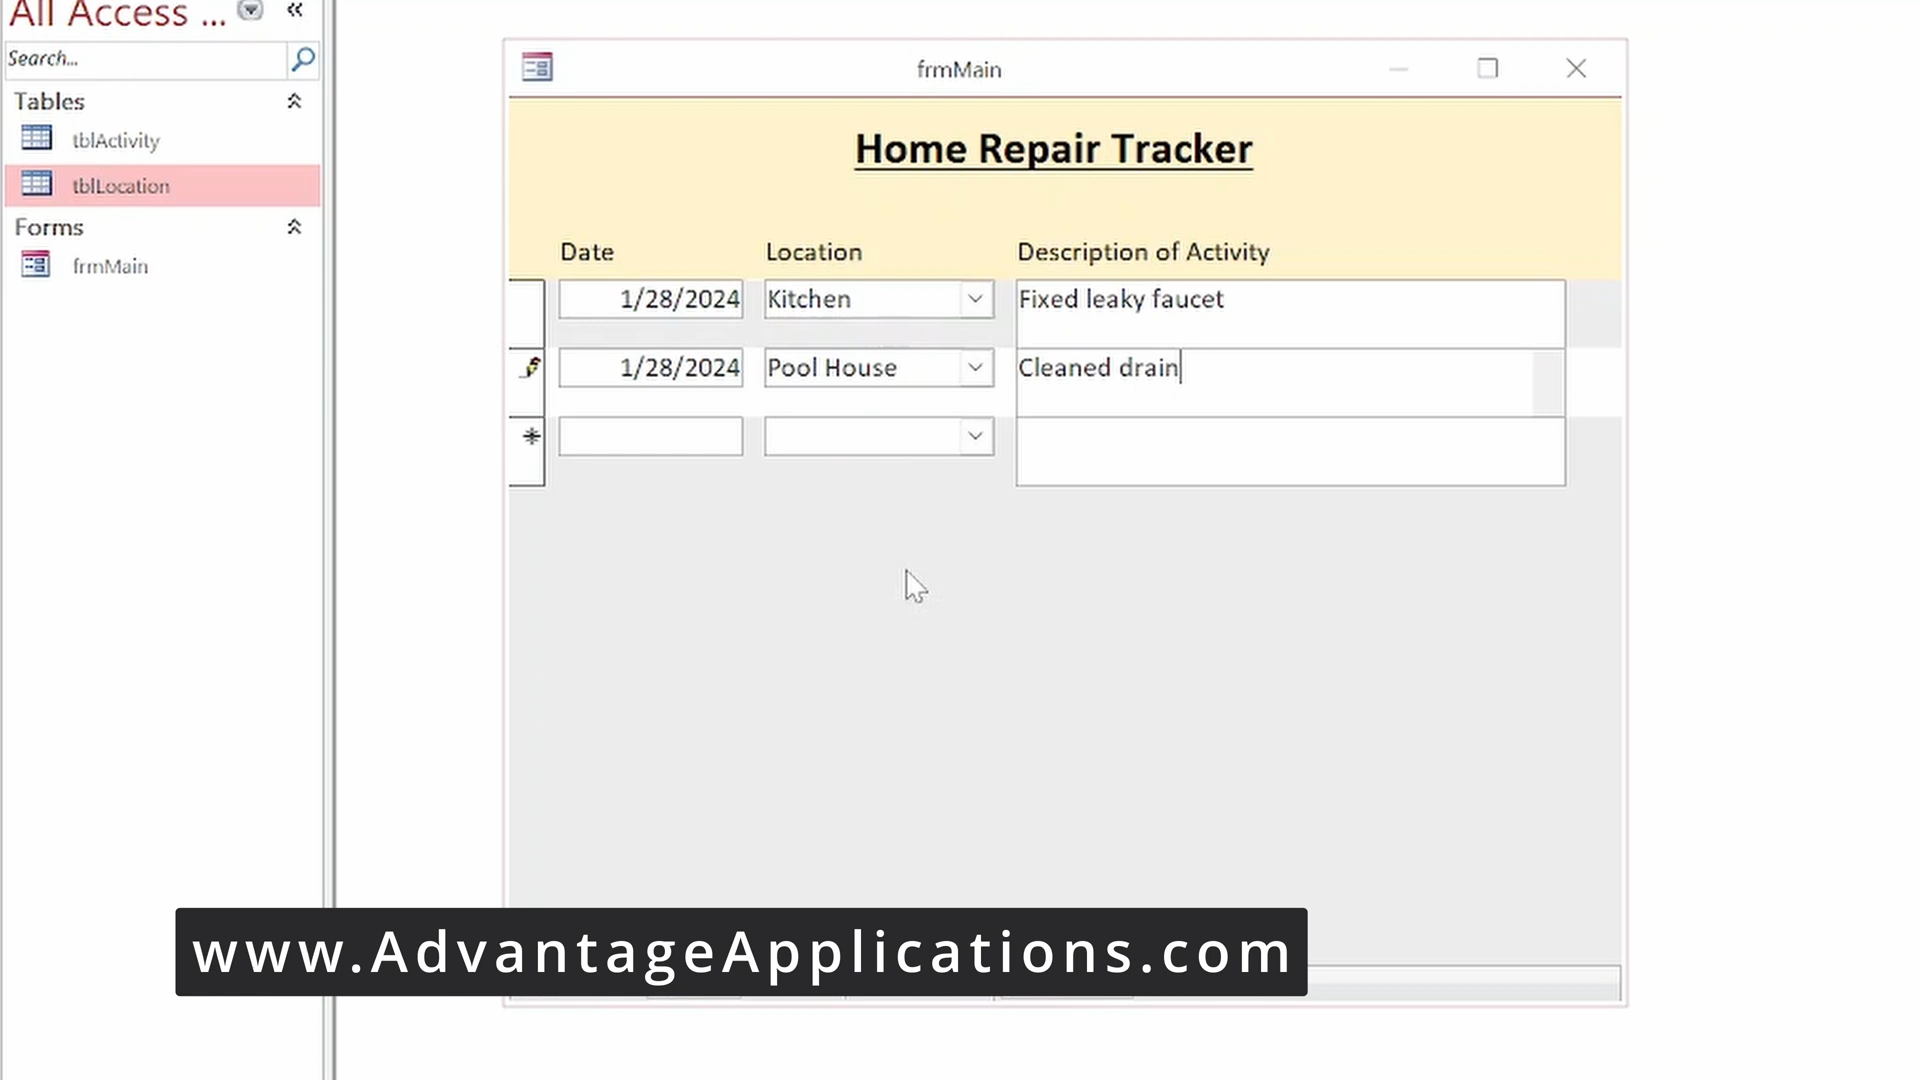 All Access ...
Search...
Tables
tblActivity
tblLocation
Forms
frmMain
frmMain
Home Repair Tracker
Date Location Description of Activity
1/28/2024 Kitchen Fixed leaky faucet
1/28/2024 Pool House Cleaned drain
www.AdvantageApplications.com